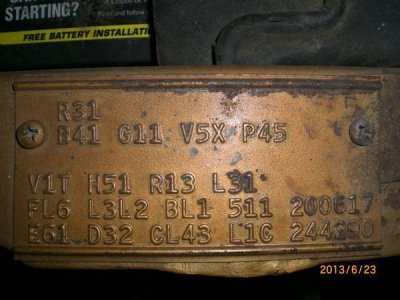 STARTING?
FREE BATTERY INSTALLATI
R31
B41 G11 V5X P45
V1T H51 R13 L31
FL6 L3L2 BL1 511 200617
E61 D32 CL43 L1C 244290
2013/6/23